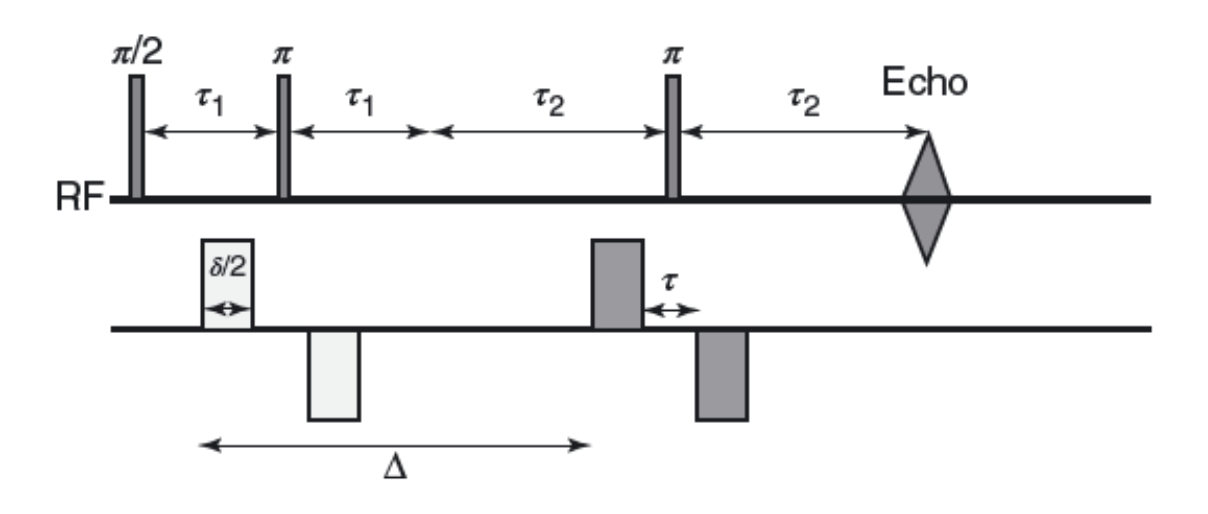 π/2 π π
τ₁ τ₁ τ₂ τ₂ Echo
RF
δ/2 τ
Δ